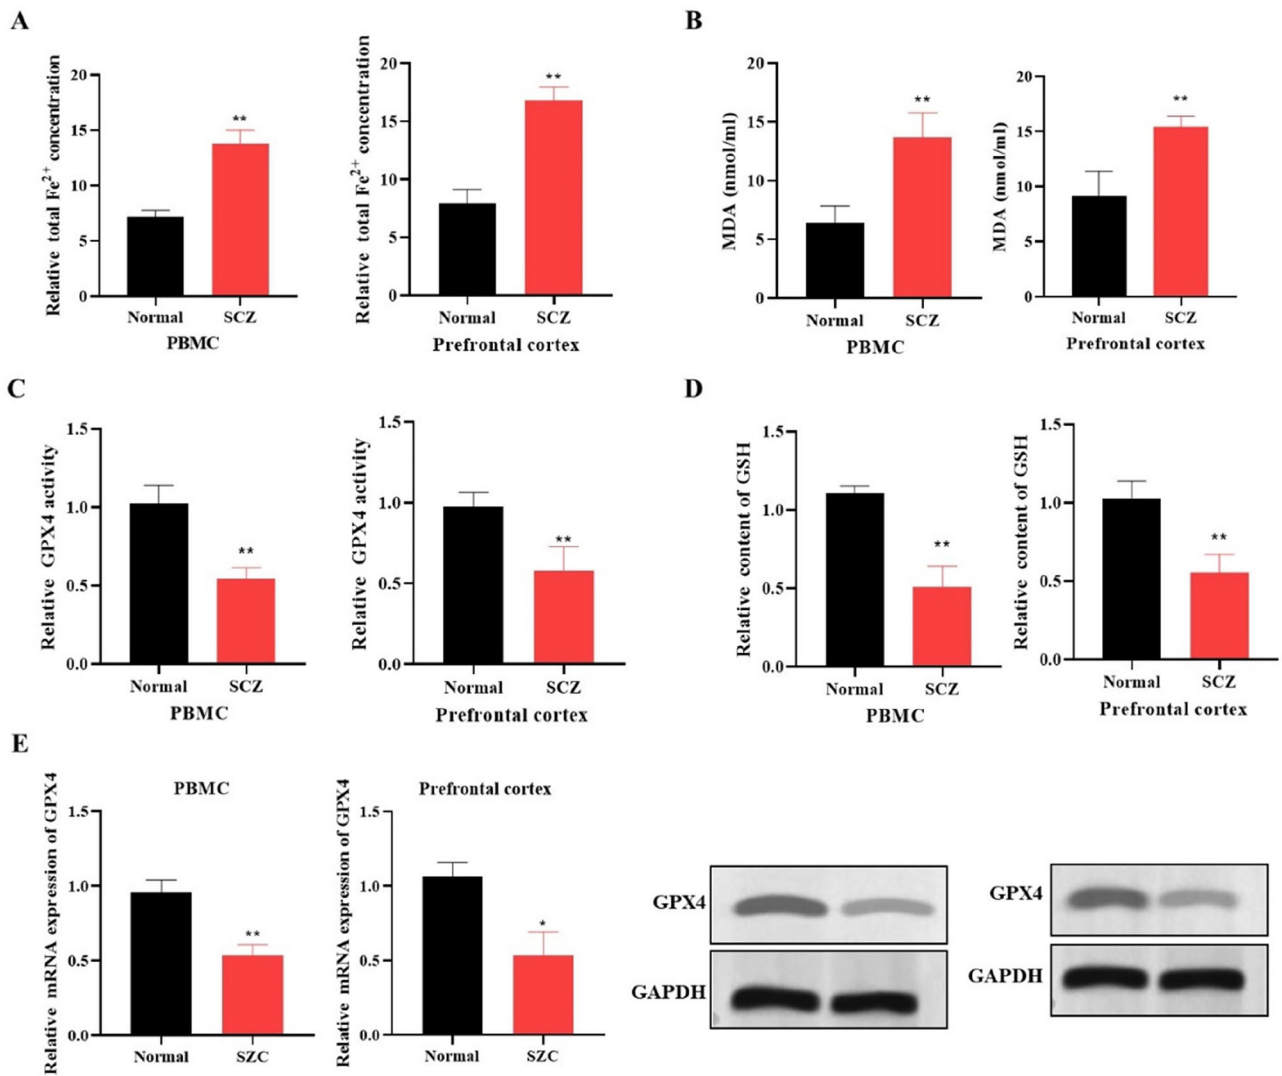 A
Relative total Fe2+ concentration
20
15
10
5
0
**
Normal SCZ
PBMC
Relative total Fe2+ concentration
20
15
10
5
0
**
Normal SCZ
Prefrontal cortex
B
MDA (nmol/ml)
20
15
10
5
0
**
Normal SCZ
PBMC
MDA (nmol/ml)
20
15
10
5
0
**
Normal SCZ
Prefrontal cortex
C
Relative GPX4 activity
1.5
1.0
0.5
0.0
**
Normal SCZ
PBMC
Relative GPX4 activity
1.5
1.0
0.5
0.0
**
Normal SCZ
Prefrontal cortex
D
Relative content of GSH
1.5
1.0
0.5
0.0
**
Normal SCZ
PBMC
Relative content of GSH
1.5
1.0
0.5
0.0
**
Normal SCZ
Prefrontal cortex
E
PBMC
Relative mRNA expression of GPX4
1.5
1.0
0.5
0.0
**
Normal SZC
Prefrontal cortex
Relative mRNA expression of GPX4
1.5
1.0
0.5
0.0
*
Normal SZC
GPX4
GAPDH
GPX4
GAPDH